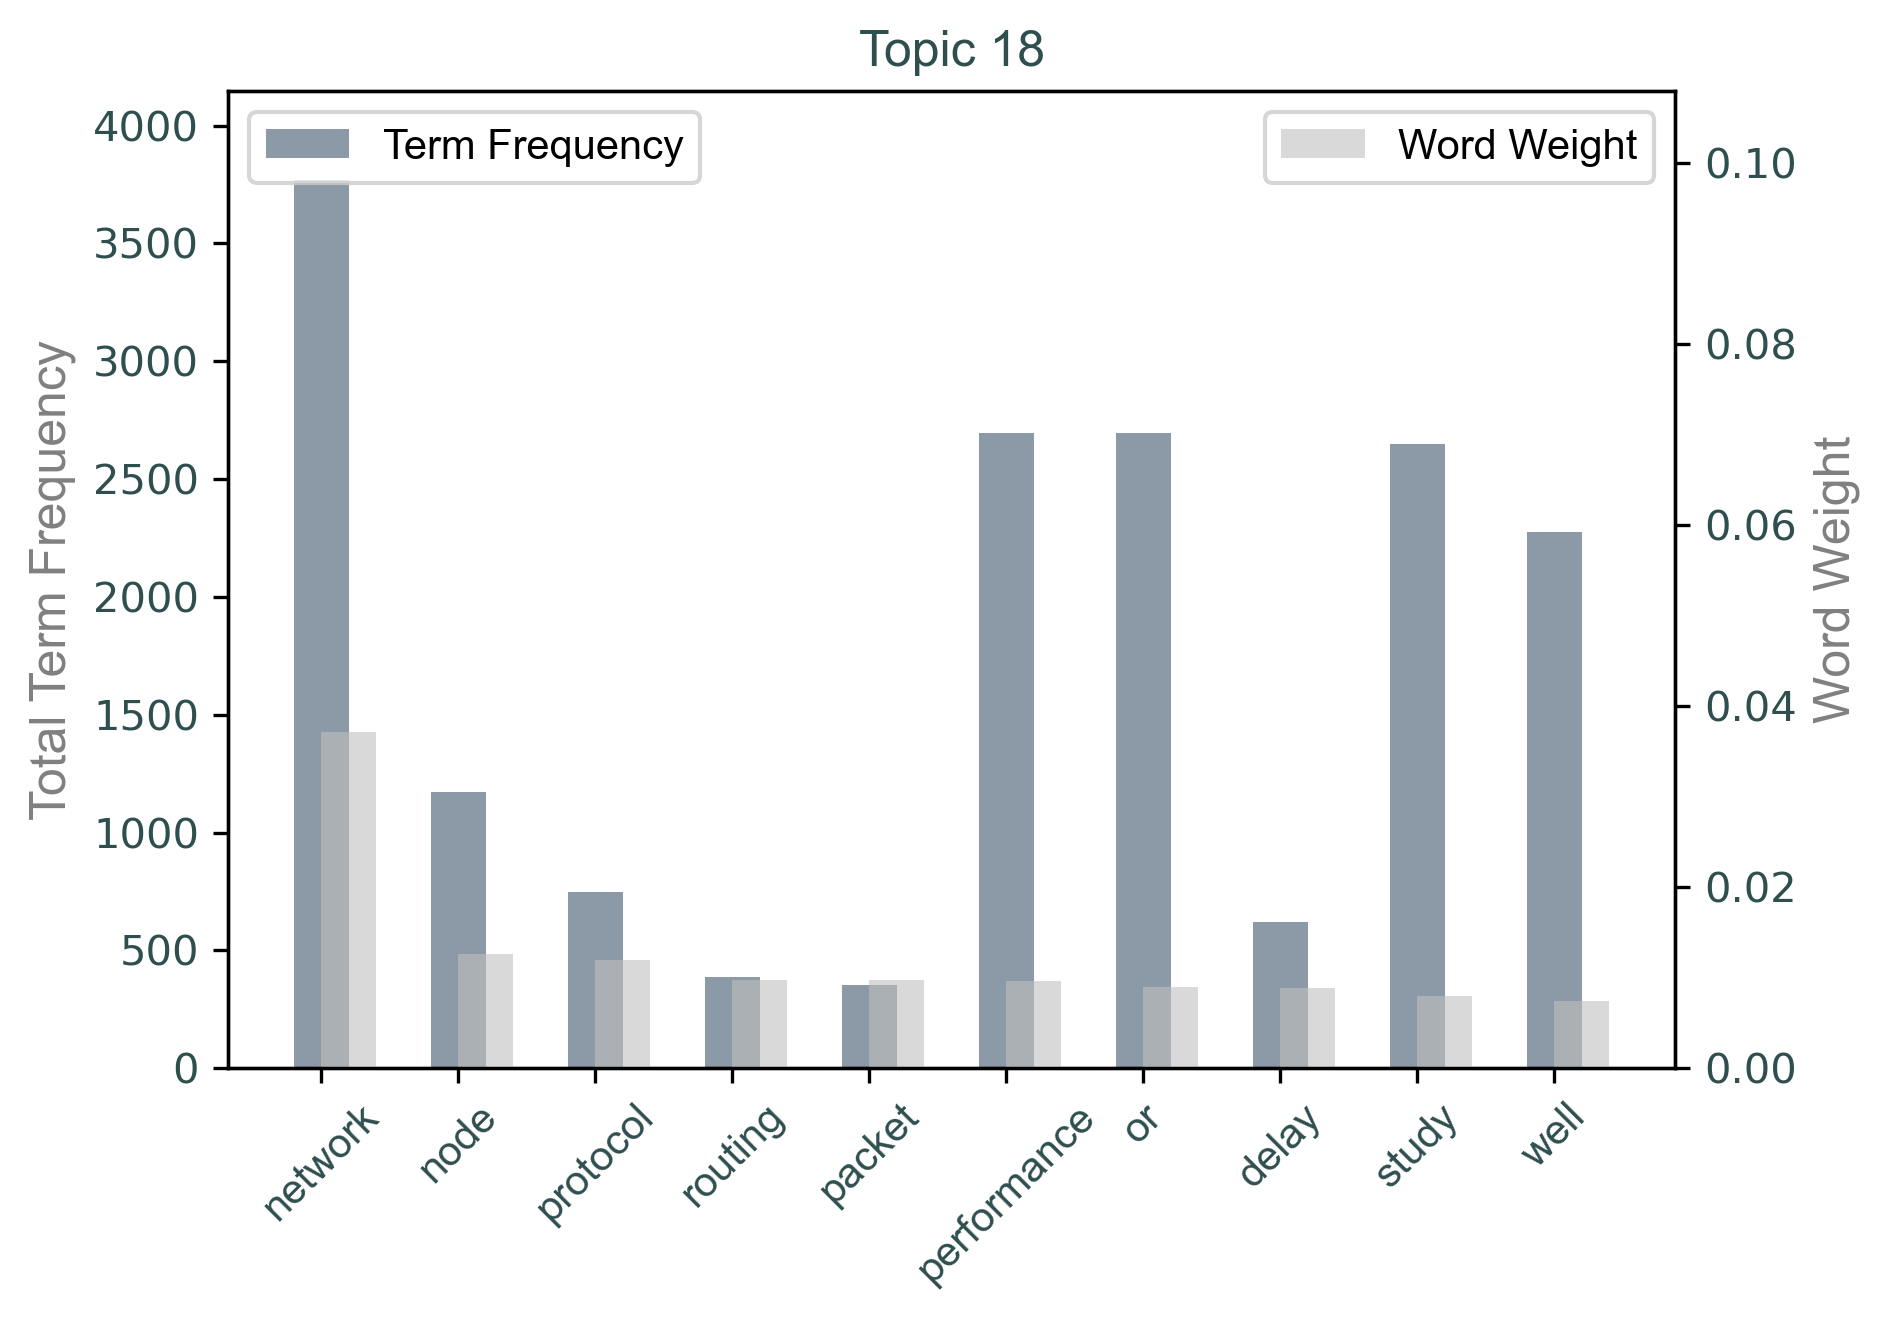 Topic 18
Term Frequency
Word Weight
4000
3500
3000
2500
2000
1500
1000
500
0
Total Term Frequency
0.10
0.08
0.06
0.04
0.02
0.00
Word Weight
network
node
protocol
routing
packet
performance
or
delay
study
well